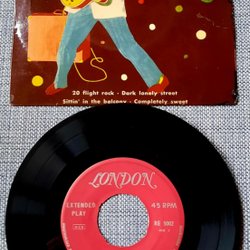 20 flight rock - Dark lonely street
Sittin' in the balcony - Completely sweet
LONDON
EXTENDED
PLAY
45 RPM